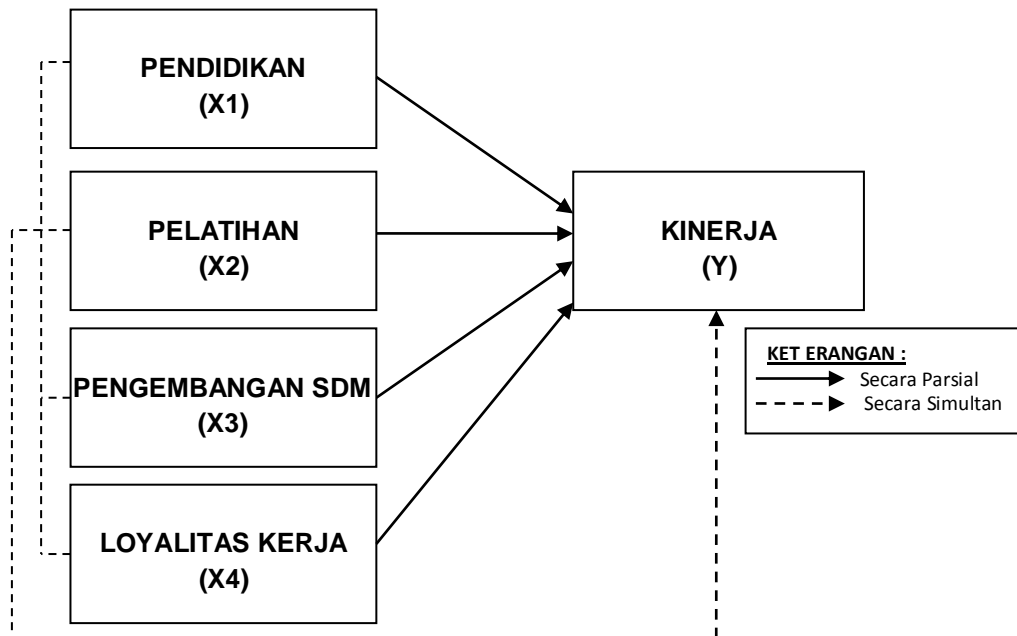 PENDIDIKAN
(X1)
PELATIHAN
(X2)
PENGEMBANGAN SDM
(X3)
LOYALITAS KERJA
(X4)
KINERJA
(Y)
KET ERANGAN :
Secara Parsial
Secara Simultan